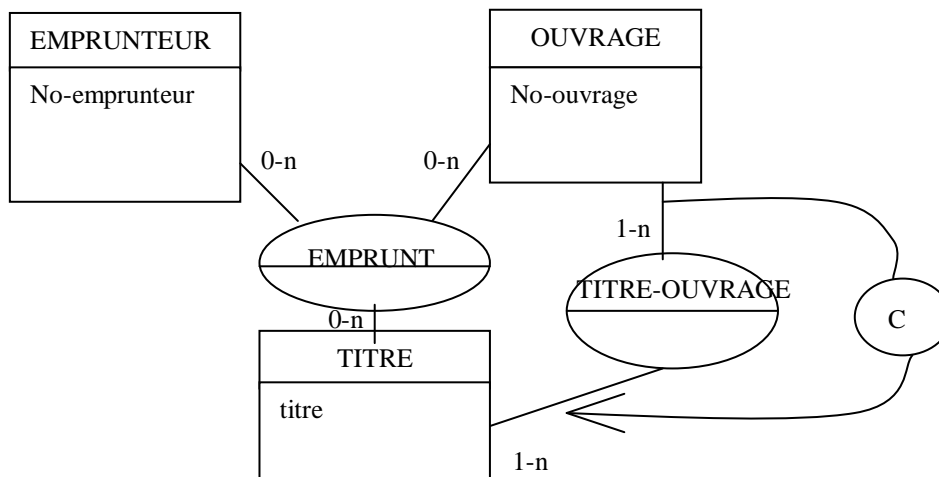 EMPRUNTEUR
No-emprunteur
OUVRAGE
No-ouvrage
0-n
0-n
1-n
EMPRUNT
TITRE-OUVRAGE
C
0-n
TITRE
titre
1-n